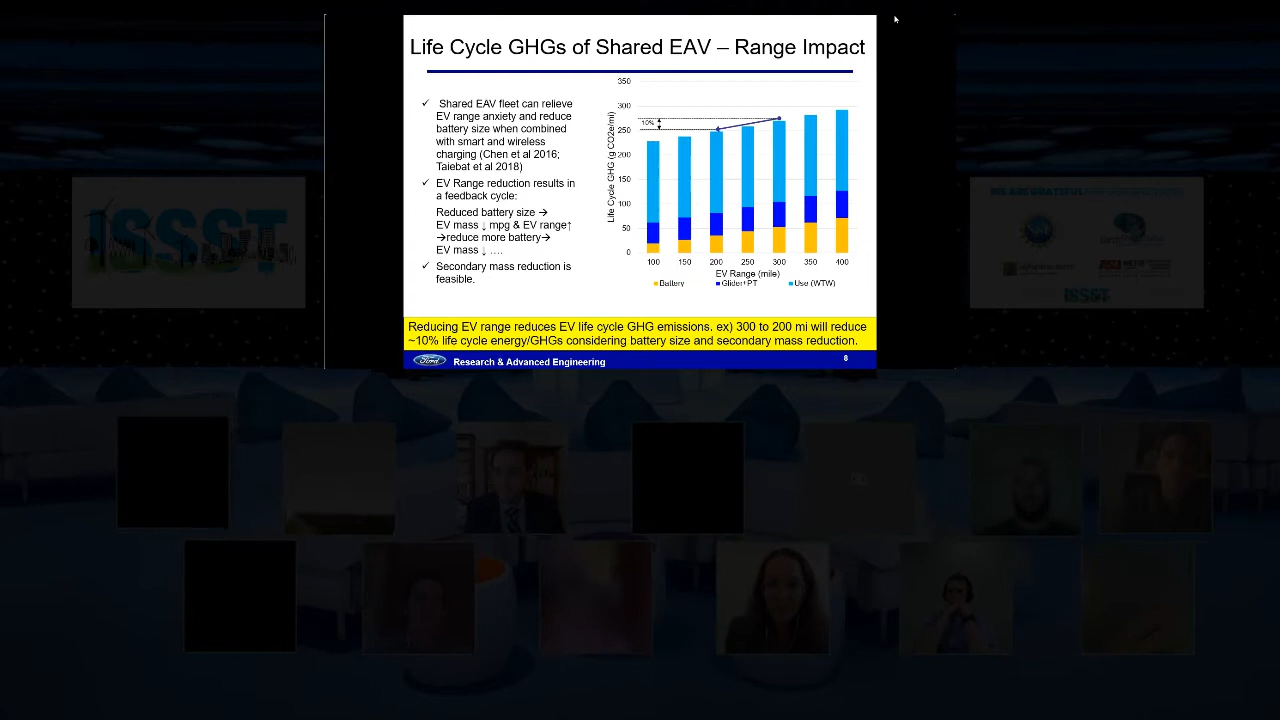 Life Cycle GHGs of Shared EAV – Range Impact
✓ Shared EAV fleet can relieve
EV range anxiety and reduce
battery size when combined
with smart and wireless
charging (Chen et al 2016;
Taiebat et al 2018)
✓ EV Range reduction results in
a feedback cycle:
Reduced battery size →
EV mass ↓ mpg & EV range↑
→reduce more battery→
EV mass ↓ ....
✓ Secondary mass reduction is
feasible.
Life Cycle GHG (g CO2e/mi)
350
300
250
200
150
100
50
0
10%
100 150 200 250 300 350 400
EV Range (mile)
Battery Glider+PT Use (WTW)
Reducing EV range reduces EV life cycle GHG emissions. ex) 300 to 200 mi will reduce
~10% life cycle energy/GHGs considering battery size and secondary mass reduction.
Ford Research & Advanced Engineering 8
ISSST
WE ARE GRATEFUL
ISSST